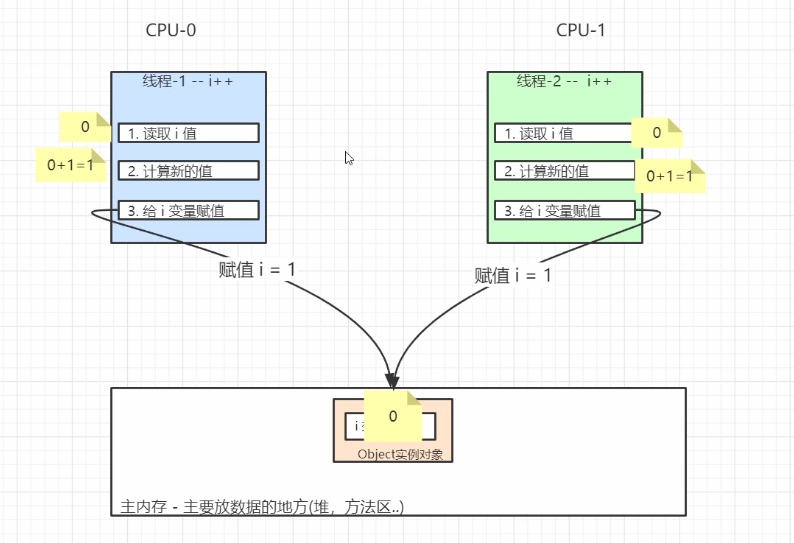 CPU-0
CPU-1
线程-1 -- i++
线程-2 -- i++
0
1. 读取 i 值
1. 读取 i 值
0
0+1=1
2. 计算新的值
2. 计算新的值
0+1=1
3. 给 i 变量赋值
3. 给 i 变量赋值
赋值 i = 1
赋值 i = 1
0
i
Object实例对象
主内存 - 主要放数据的地方(堆，方法区..)